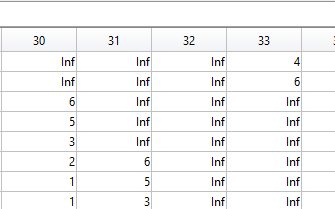 30 31 32 33
Inf Inf Inf 4
Inf Inf Inf 6
6 Inf Inf Inf
5 Inf Inf Inf
3 Inf Inf Inf
2 6 Inf Inf
1 5 Inf Inf
1 3 Inf Inf